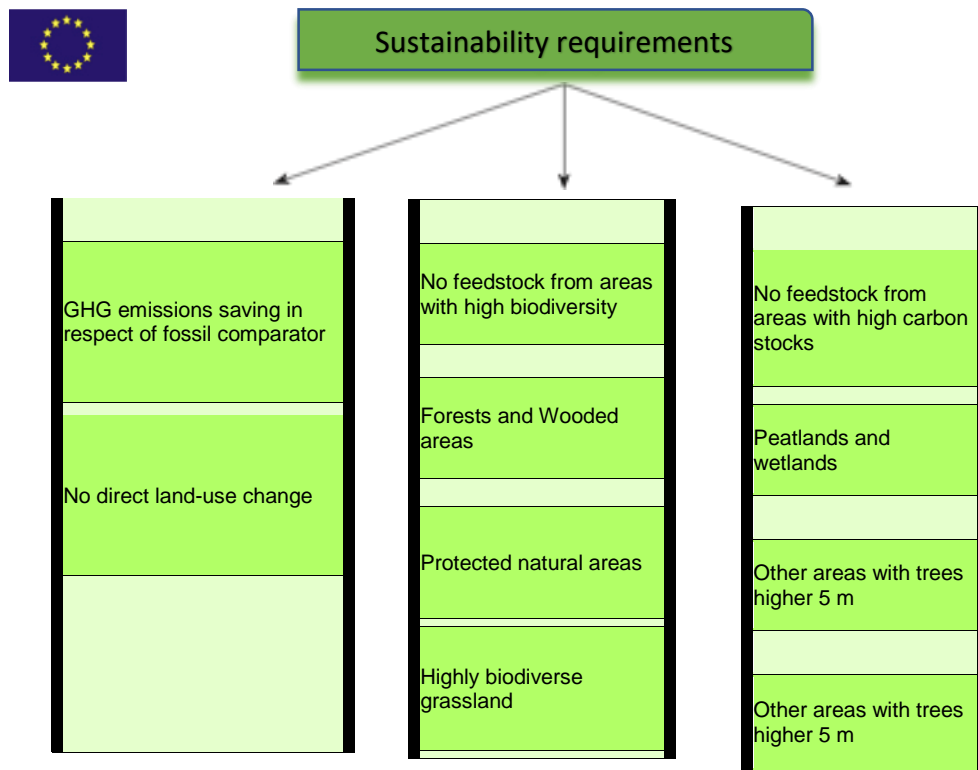 Sustainability requirements
GHG emissions saving in
respect of fossil comparator
No direct land-use change
No feedstock from areas
with high biodiversity
Forests and Wooded
areas
Protected natural areas
Highly biodiverse
grassland
No feedstock from
areas with high carbon
stocks
Peatlands and
wetlands
Other areas with trees
higher 5 m
Other areas with trees
higher 5 m